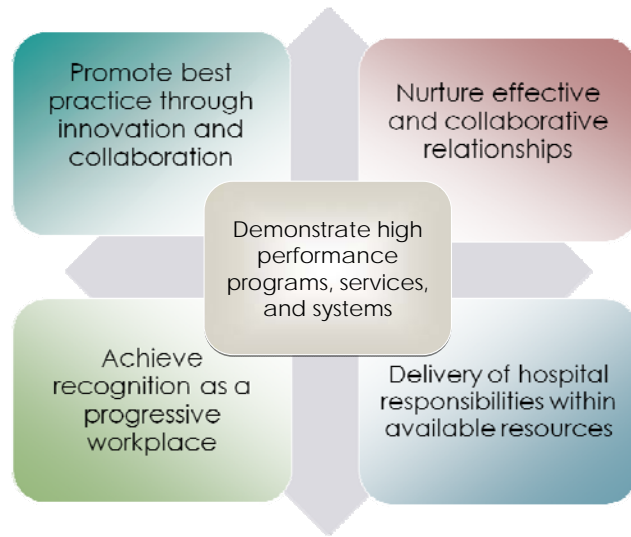 Promote best
practice through
innovation and
collaboration
Nurture effective
and collaborative
relationships
Demonstrate high
performance
programs, services,
and systems
Achieve
recognition as a
progressive
workplace
Delivery of hospital
responsibilities within
available resources